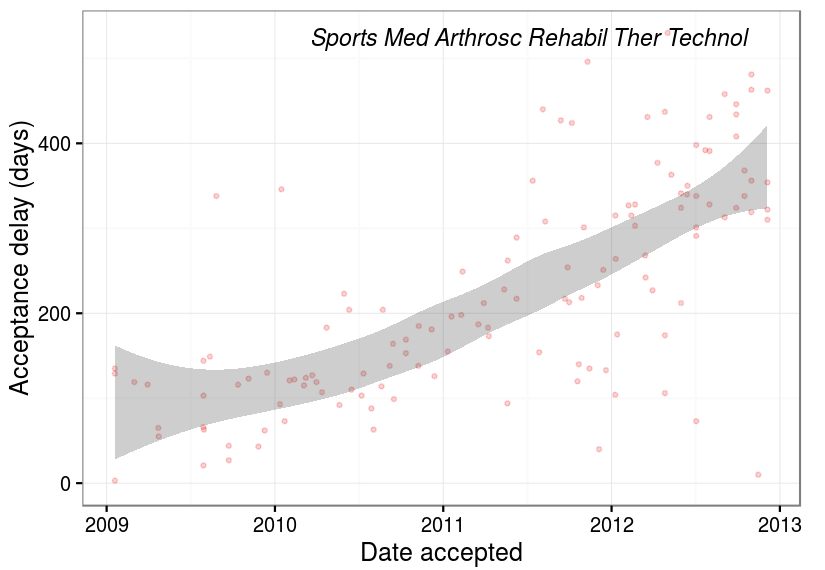 Sports Med Arthrosc Rehabil Ther Technol
Acceptance delay (days)
400
200
0
2009 2010 2011 2012 2013
Date accepted